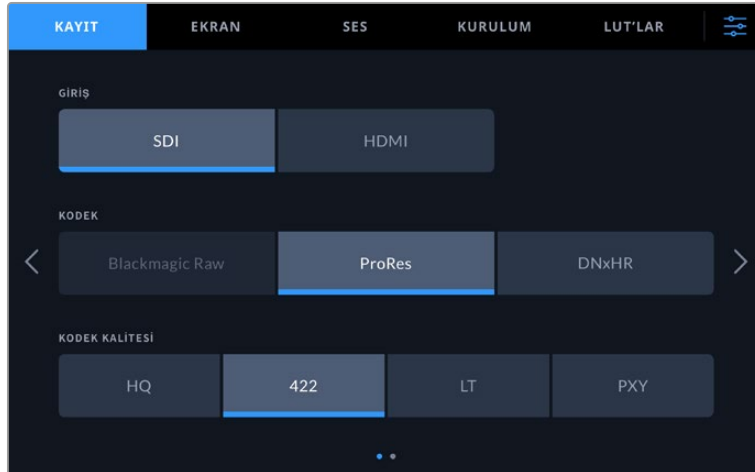 KAYIT EKRAN SES KURULUM LUT'LAR
GİRİŞ
SDI HDMI
KODEK
Blackmagic Raw ProRes DNxHR
KODEK KALİTESİ
HQ 422 LT PXY